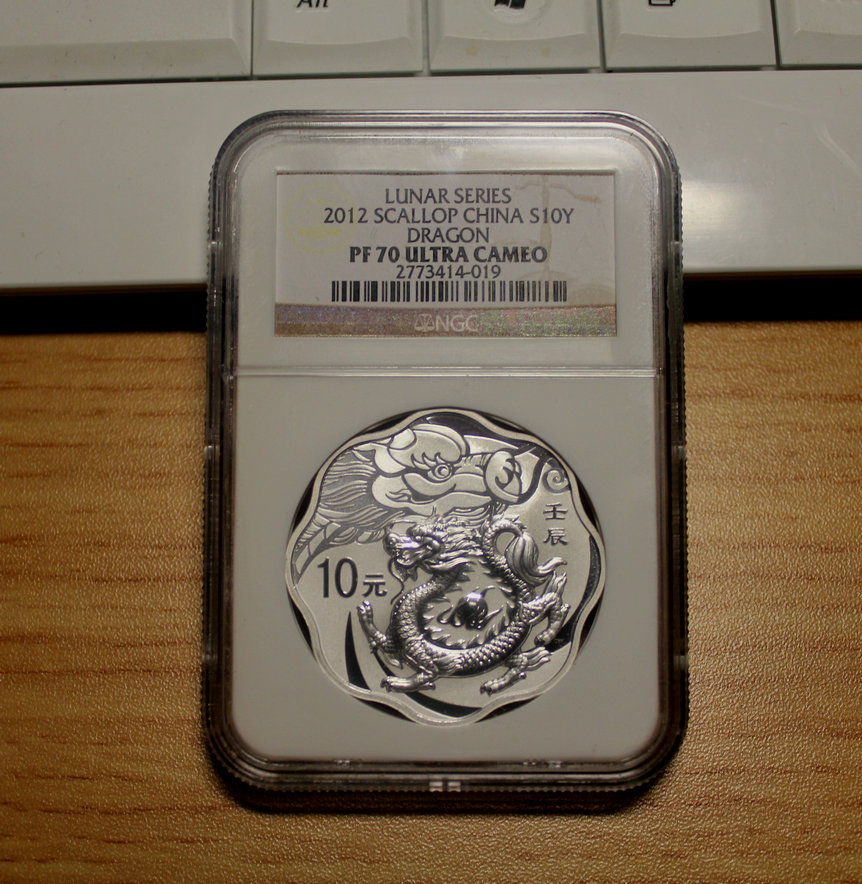 Alt
LUNAR SERIES
2012 SCALLOP CHINA S10Y
DRAGON
PF 70 ULTRA CAMEO
2773414-019
NGC
壬
辰
10元